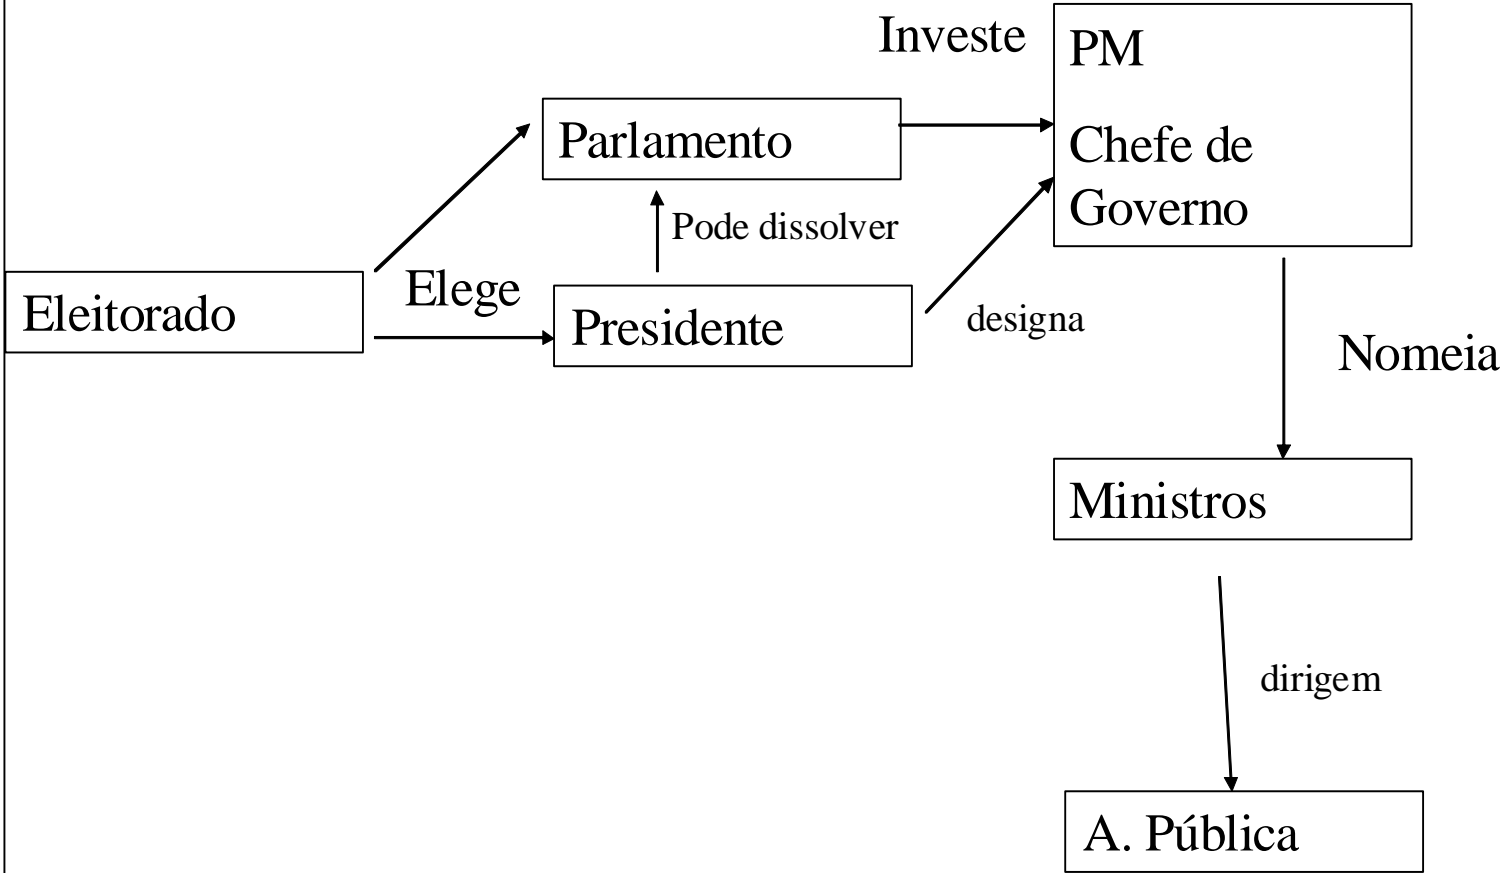 Investe
PM
Chefe de
Governo
Parlamento
Pode dissolver
Elege
Eleitorado
Presidente
designa
Nomeia
Ministros
dirigem
A. Pública